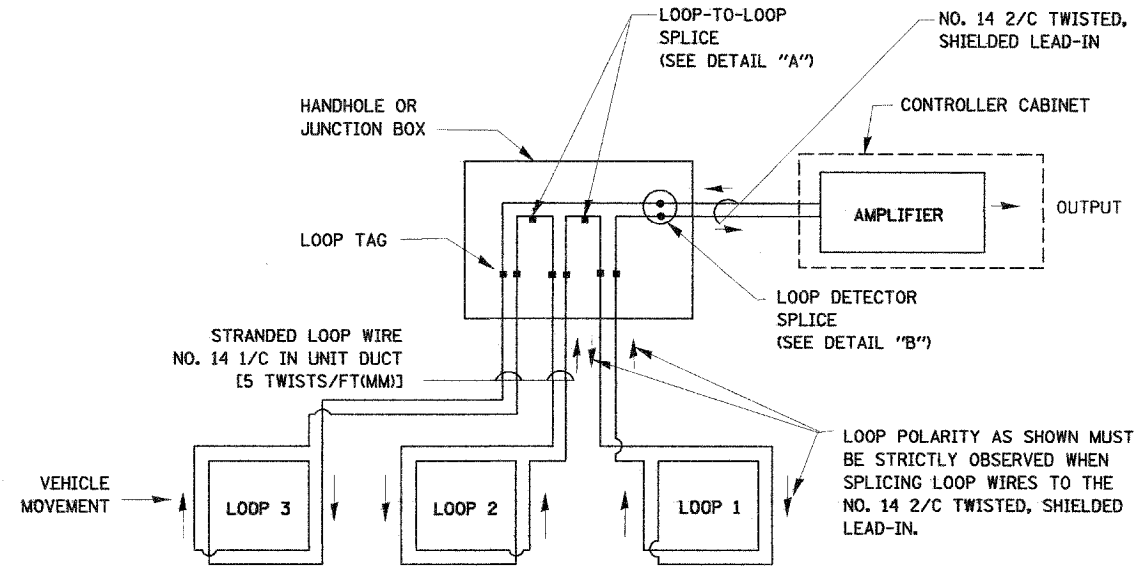 LOOP-TO-LOOP
SPLICE
(SEE DETAIL "A")
NO. 14 2/C TWISTED,
SHIELDED LEAD-IN
HANDHOLE OR
JUNCTION BOX
CONTROLLER CABINET
AMPLIFIER
OUTPUT
LOOP TAG
LOOP DETECTOR
SPLICE
(SEE DETAIL "B")
STRANDED LOOP WIRE
NO. 14 1/C IN UNIT DUCT
[5 TWISTS/FT(MM)]
LOOP POLARITY AS SHOWN MUST
BE STRICTLY OBSERVED WHEN
SPLICING LOOP WIRES TO THE
NO. 14 2/C TWISTED, SHIELDED
LEAD-IN.
VEHICLE
MOVEMENT
LOOP 3
LOOP 2
LOOP 1